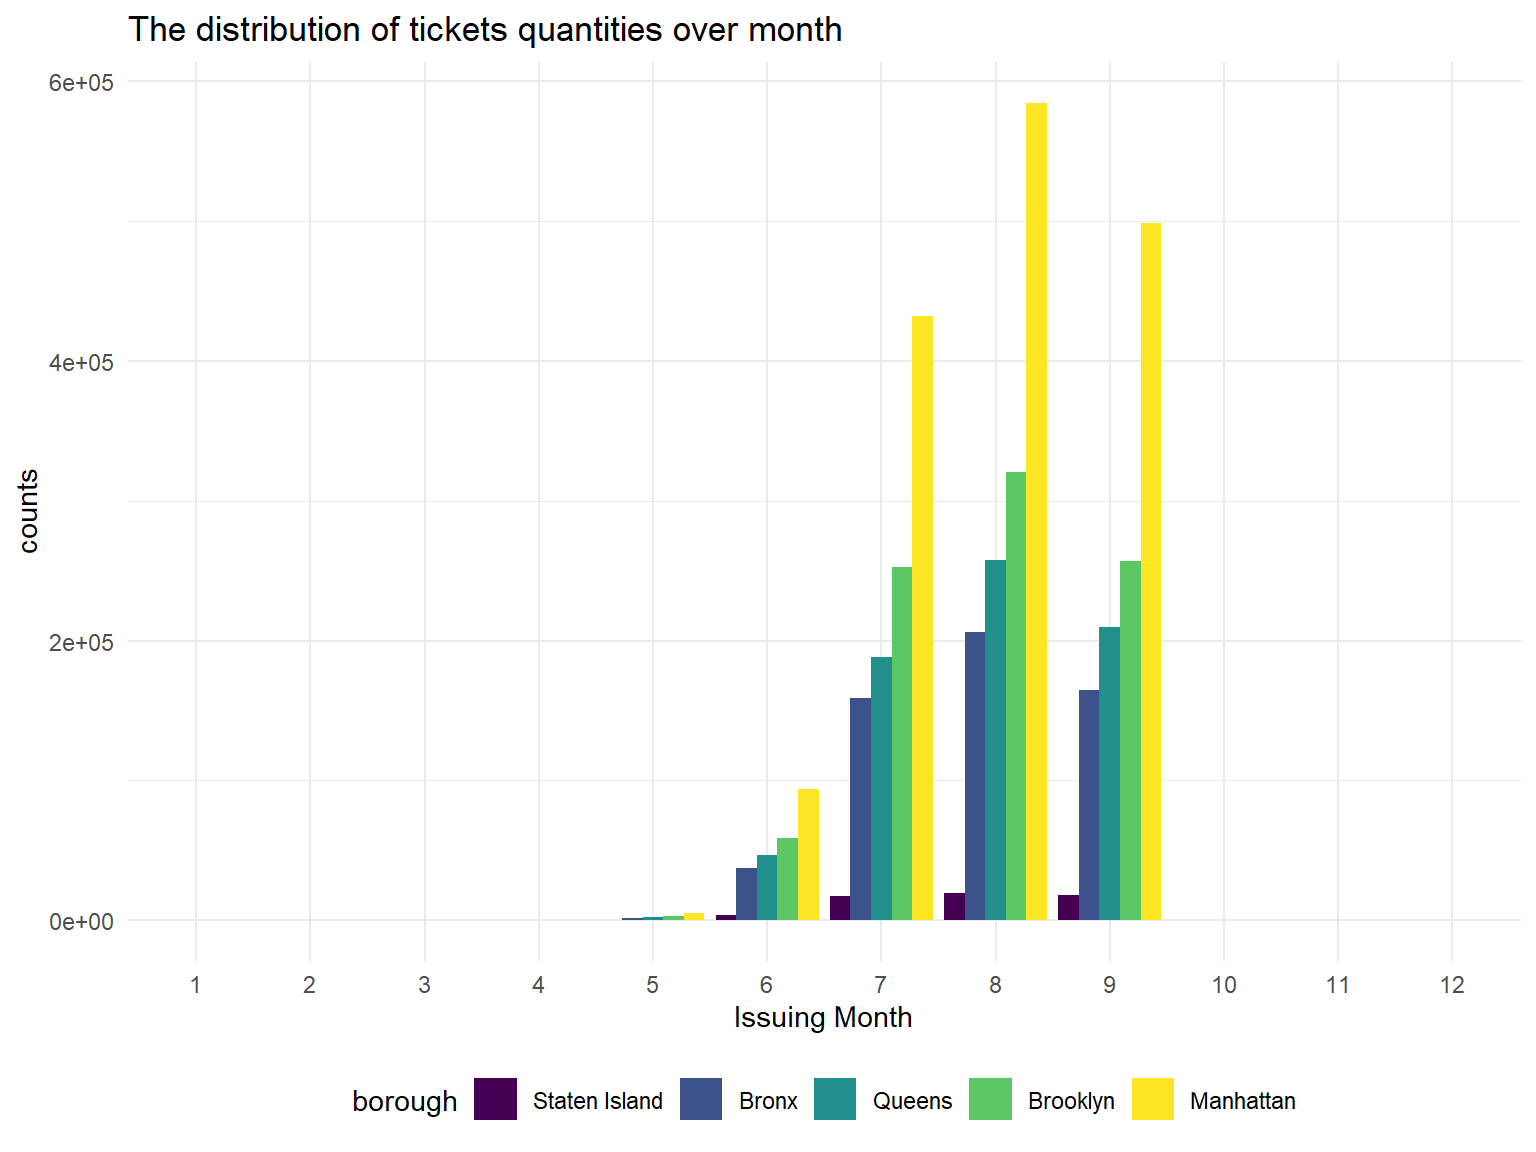 The distribution of tickets quantities over month
6e+05
4e+05
2e+05
0e+00
counts
1 2 3 4 5 6 7 8 9 10 11 12
Issuing Month
borough Staten Island Bronx Queens Brooklyn Manhattan